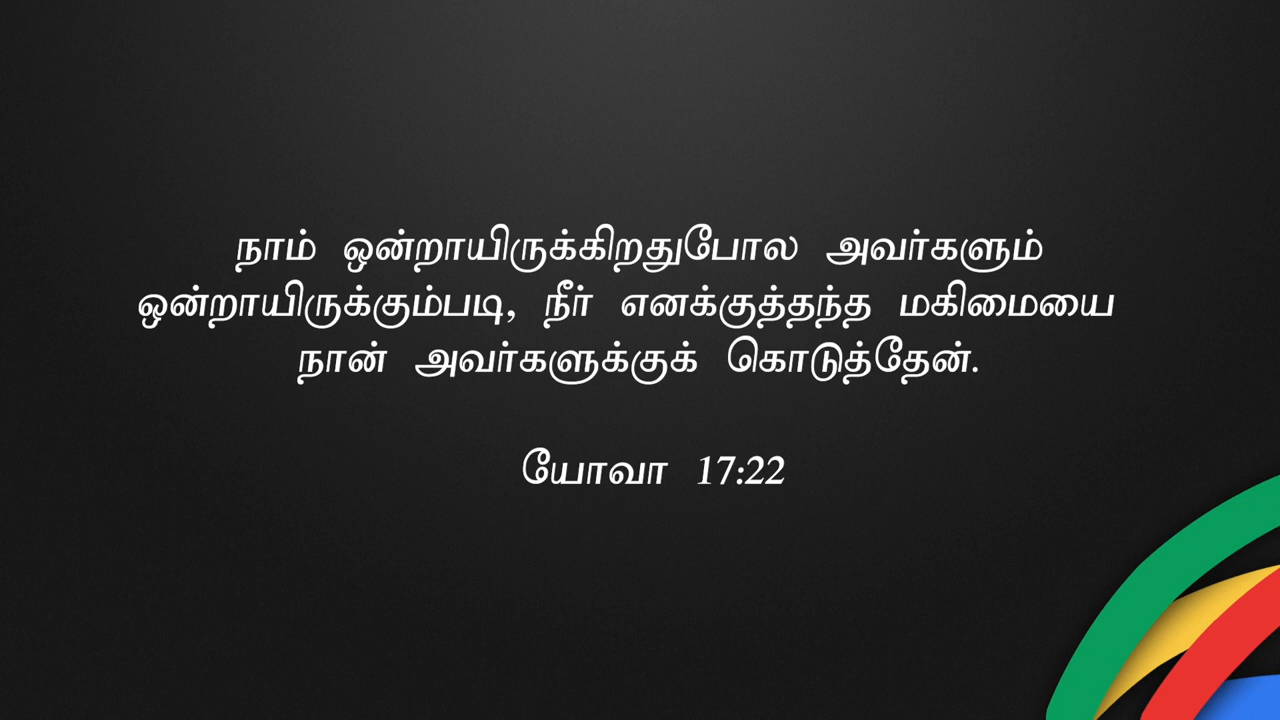 நாம் ஒன்றாயிருக்கிறதுபோல அவர்களும்
ஒன்றாயிருக்கும்படி, நீர் எனக்குத்தந்த மகிமையை
நான் அவர்களுக்குக் கொடுத்தேன்.
யோவா 17:22